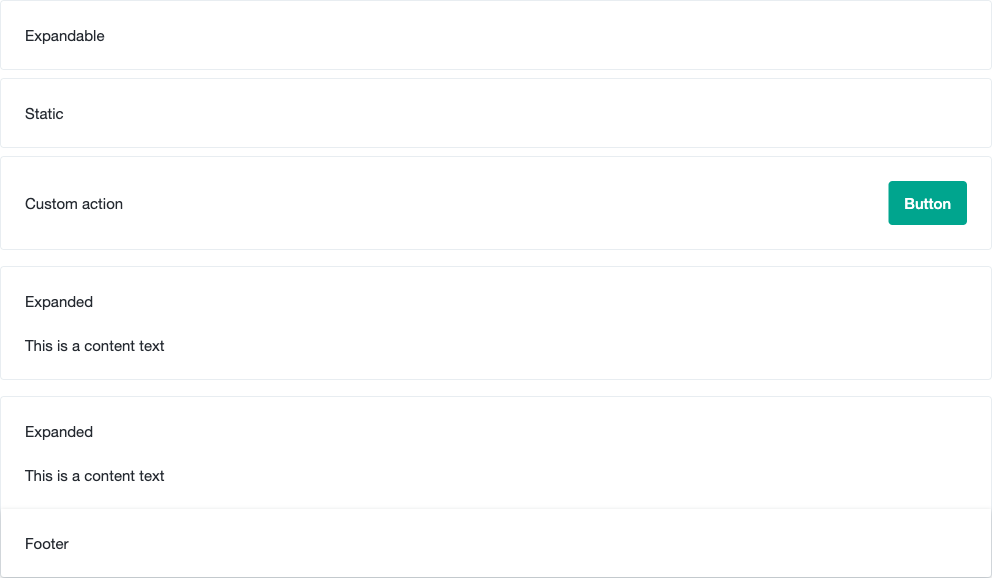 Expandable
Static
Custom action
Button
Expanded
This is a content text
Expanded
This is a content text
Footer